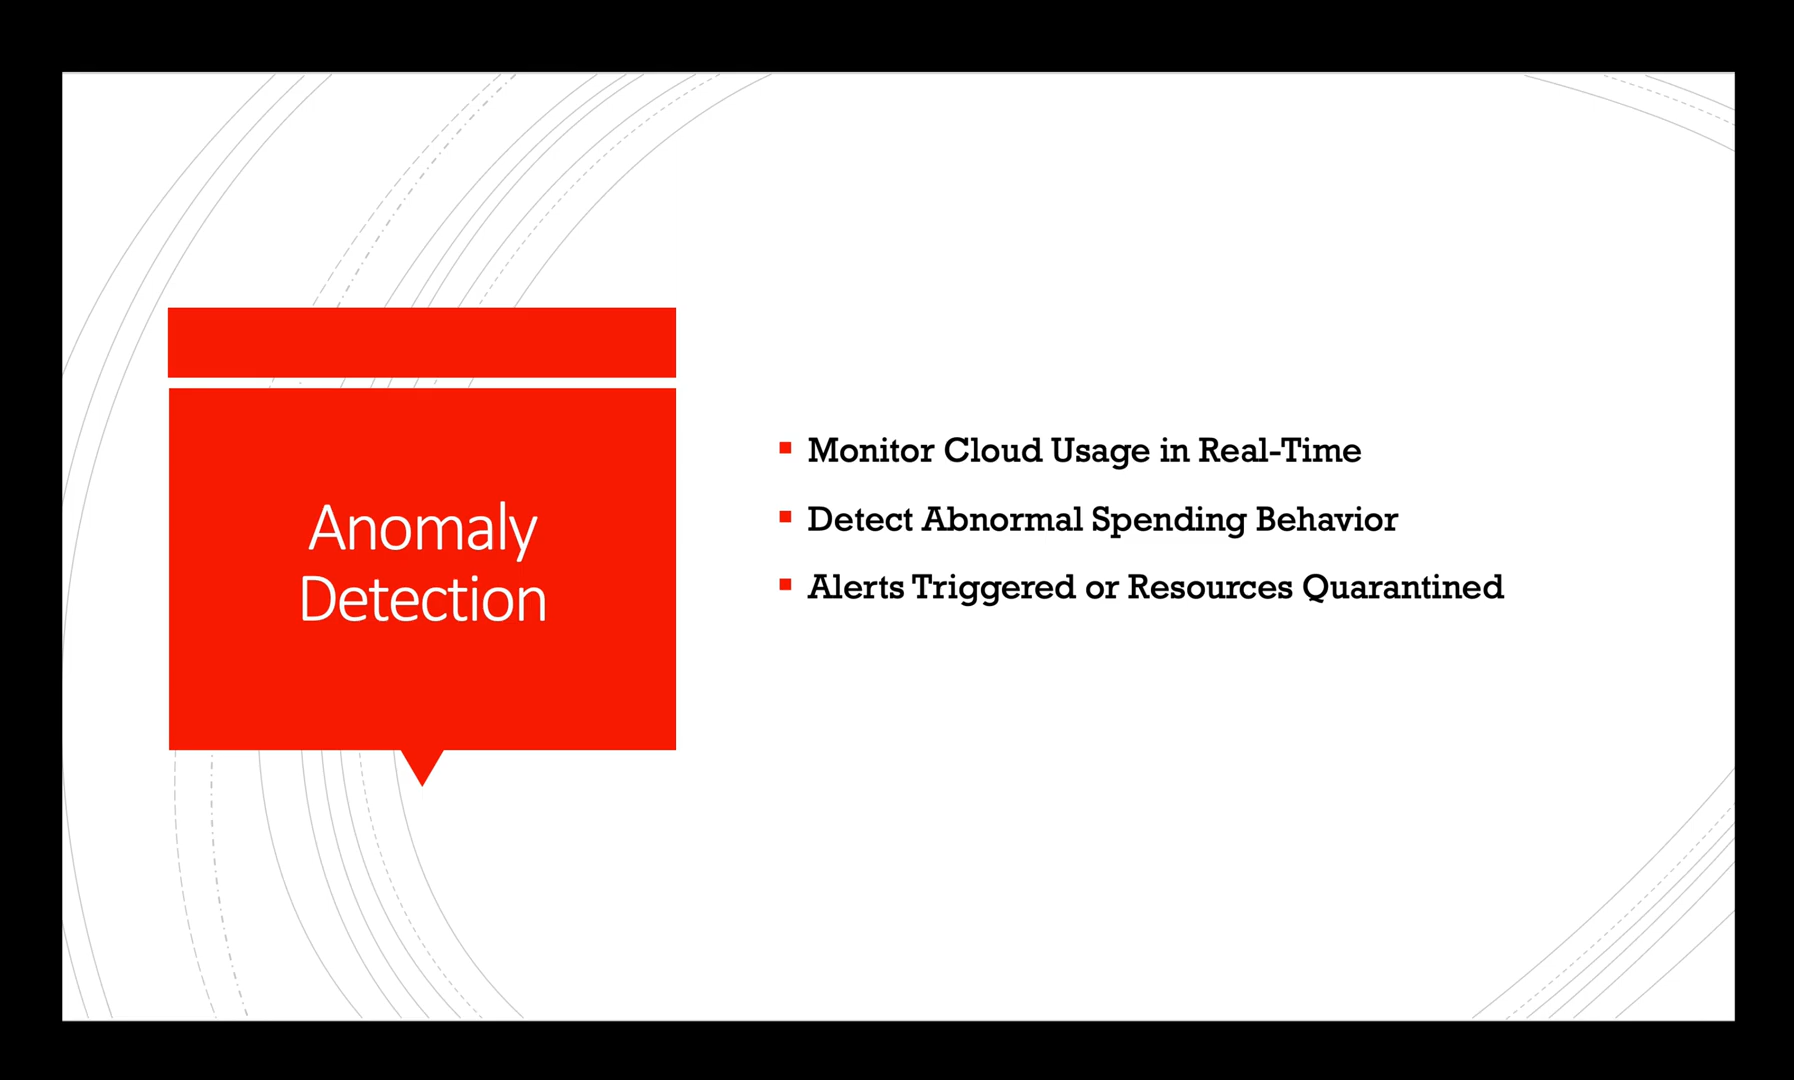 Anomaly
Detection
Monitor Cloud Usage in Real-Time
Detect Abnormal Spending Behavior
Alerts Triggered or Resources Quarantined